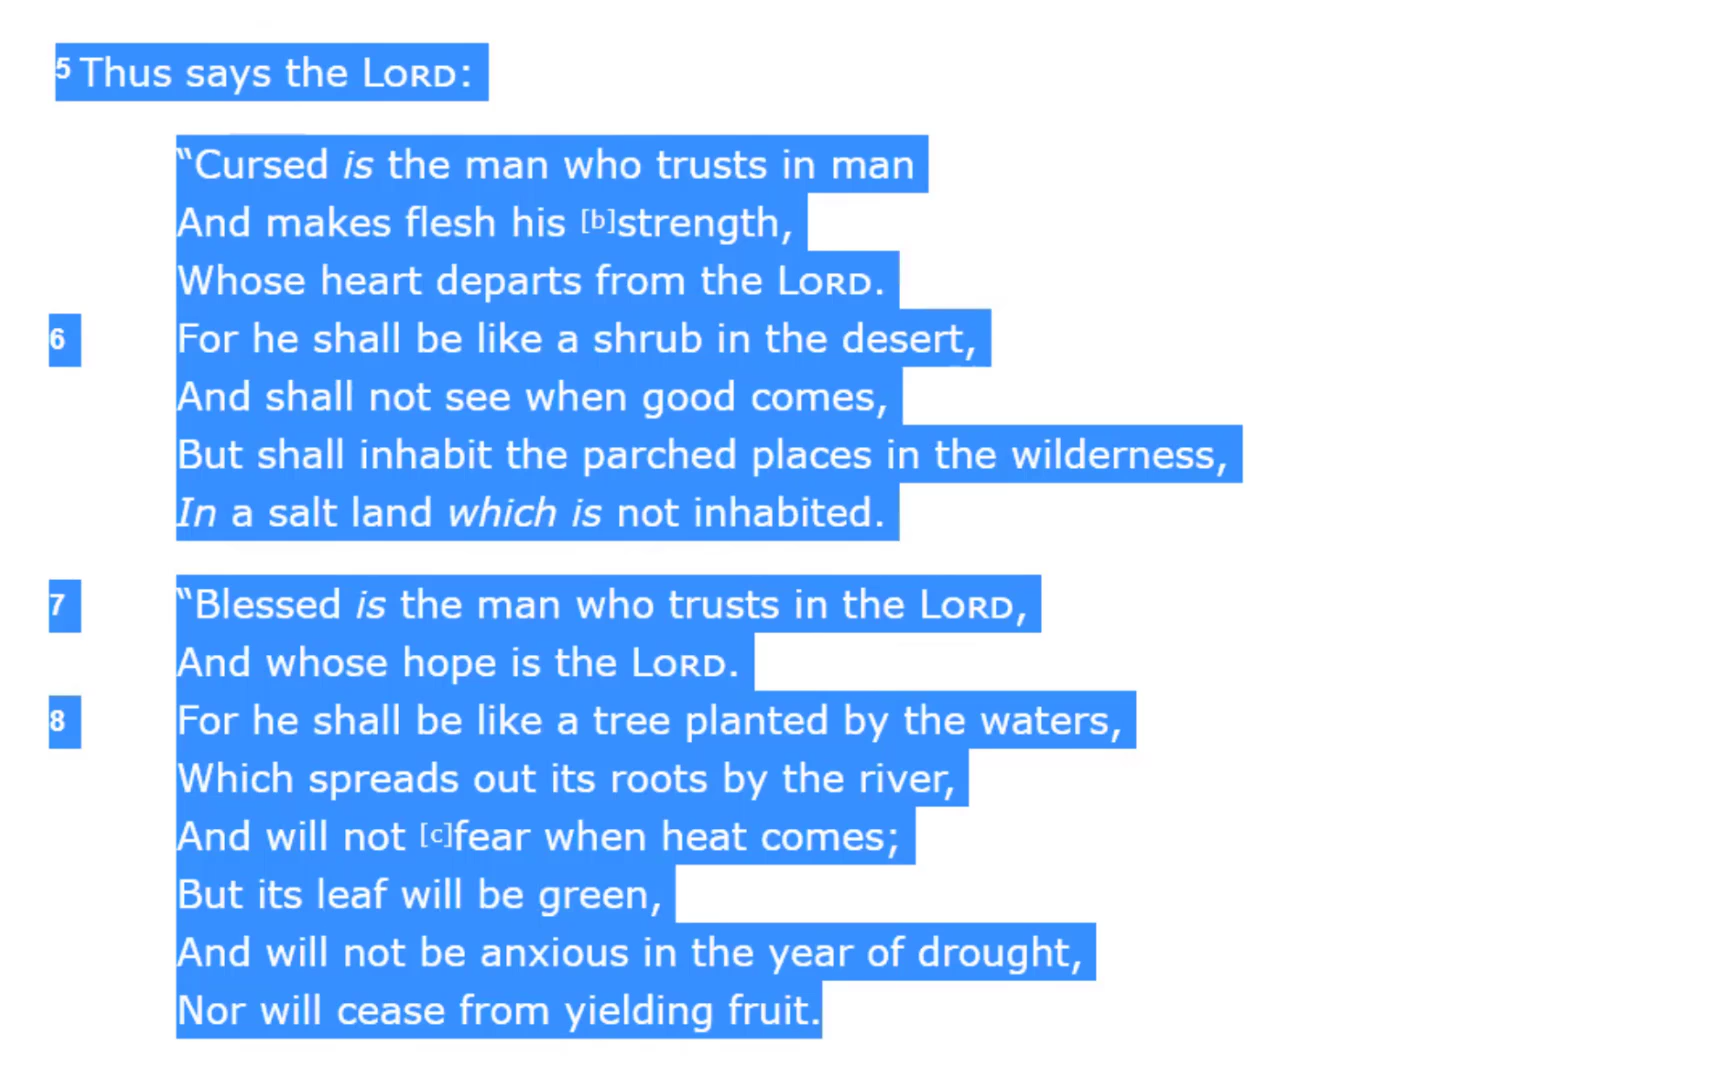 5 Thus says the LORD:
“Cursed is the man who trusts in man
And makes flesh his [b]strength,
Whose heart departs from the LORD.
6 For he shall be like a shrub in the desert,
And shall not see when good comes,
But shall inhabit the parched places in the wilderness,
In a salt land which is not inhabited.
7 “Blessed is the man who trusts in the LORD,
And whose hope is the LORD.
8 For he shall be like a tree planted by the waters,
Which spreads out its roots by the river,
And will not [c]fear when heat comes;
But its leaf will be green,
And will not be anxious in the year of drought,
Nor will cease from yielding fruit.